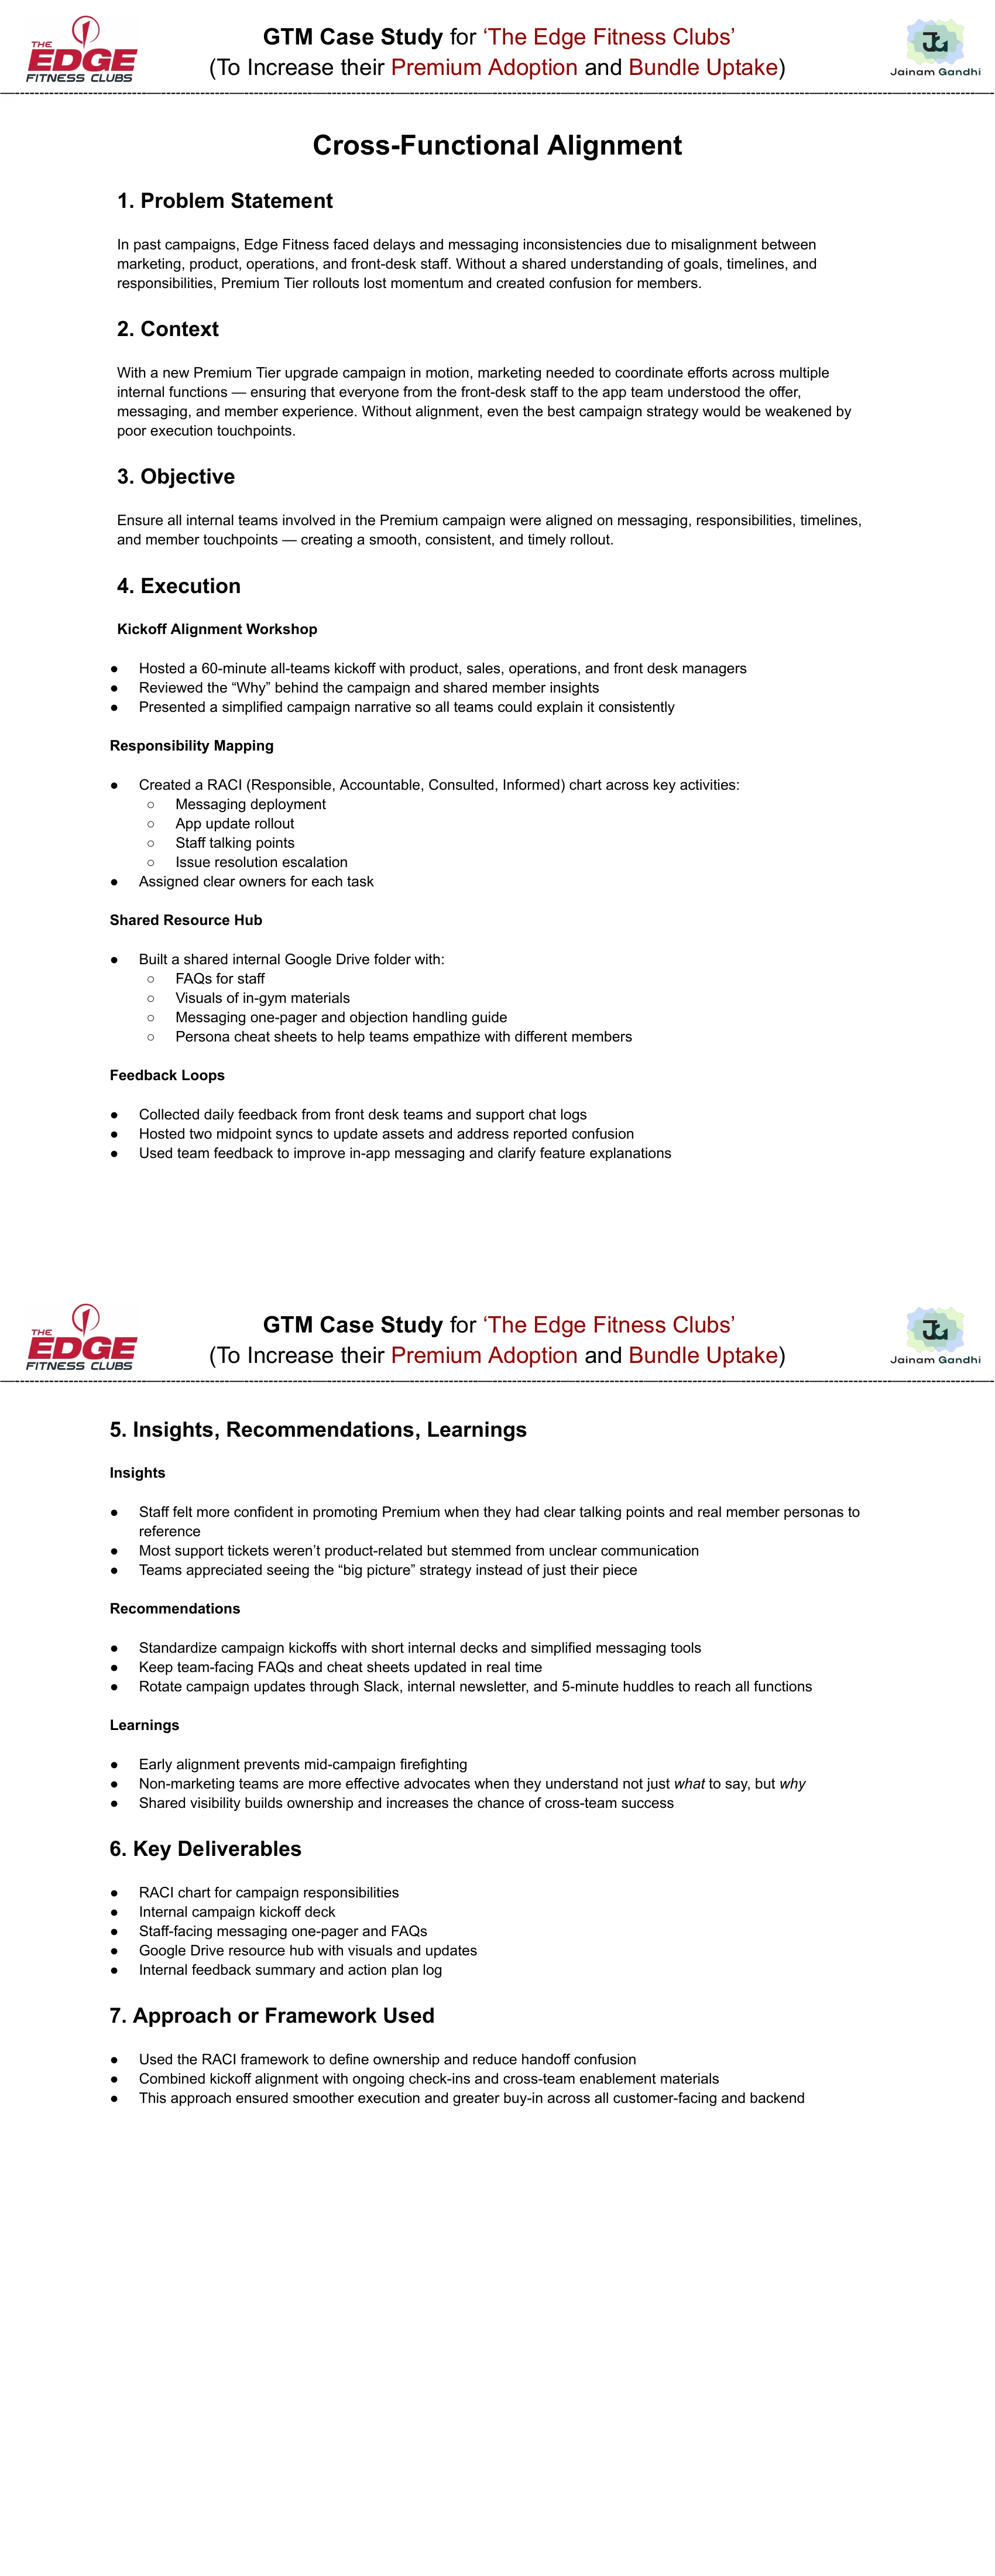 THE
EDGE
FITNESS CLUBS
GTM Case Study for ‘The Edge Fitness Clubs’
(To Increase their Premium Adoption and Bundle Uptake)
JG
Jainam Gandhi
Cross-Functional Alignment
1. Problem Statement
In past campaigns, Edge Fitness faced delays and messaging inconsistencies due to misalignment between
marketing, product, operations, and front-desk staff. Without a shared understanding of goals, timelines, and
responsibilities, Premium Tier rollouts lost momentum and created confusion for members.
2. Context
With a new Premium Tier upgrade campaign in motion, marketing needed to coordinate efforts across multiple
internal functions — ensuring that everyone from the front-desk staff to the app team understood the offer,
messaging, and member experience. Without alignment, even the best campaign strategy would be weakened by
poor execution touchpoints.
3. Objective
Ensure all internal teams involved in the Premium campaign were aligned on messaging, responsibilities, timelines,
and member touchpoints — creating a smooth, consistent, and timely rollout.
4. Execution
Kickoff Alignment Workshop
● Hosted a 60-minute all-teams kickoff with product, sales, operations, and front desk managers
● Reviewed the “Why” behind the campaign and shared member insights
● Presented a simplified campaign narrative so all teams could explain it consistently
Responsibility Mapping
● Created a RACI (Responsible, Accountable, Consulted, Informed) chart across key activities:
○ Messaging deployment
○ App update rollout
○ Staff talking points
○ Issue resolution escalation
● Assigned clear owners for each task
Shared Resource Hub
● Built a shared internal Google Drive folder with:
○ FAQs for staff
○ Visuals of in-gym materials
○ Messaging one-pager and objection handling guide
○ Persona cheat sheets to help teams empathize with different members
Feedback Loops
● Collected daily feedback from front desk teams and support chat logs
● Hosted two midpoint syncs to update assets and address reported confusion
● Used team feedback to improve in-app messaging and clarify feature explanations
THE
EDGE
FITNESS CLUBS
GTM Case Study for ‘The Edge Fitness Clubs’
(To Increase their Premium Adoption and Bundle Uptake)
JG
Jainam Gandhi
5. Insights, Recommendations, Learnings
Insights
● Staff felt more confident in promoting Premium when they had clear talking points and real member personas to
reference
● Most support tickets weren’t product-related but stemmed from unclear communication
● Teams appreciated seeing the “big picture” strategy instead of just their piece
Recommendations
● Standardize campaign kickoffs with short internal decks and simplified messaging tools
● Keep team-facing FAQs and cheat sheets updated in real time
● Rotate campaign updates through Slack, internal newsletter, and 5-minute huddles to reach all functions
Learnings
● Early alignment prevents mid-campaign firefighting
● Non-marketing teams are more effective advocates when they understand not just what to say, but why
● Shared visibility builds ownership and increases the chance of cross-team success
6. Key Deliverables
● RACI chart for campaign responsibilities
● Internal campaign kickoff deck
● Staff-facing messaging one-pager and FAQs
● Google Drive resource hub with visuals and updates
● Internal feedback summary and action plan log
7. Approach or Framework Used
● Used the RACI framework to define ownership and reduce handoff confusion
● Combined kickoff alignment with ongoing check-ins and cross-team enablement materials
● This approach ensured smoother execution and greater buy-in across all customer-facing and backend